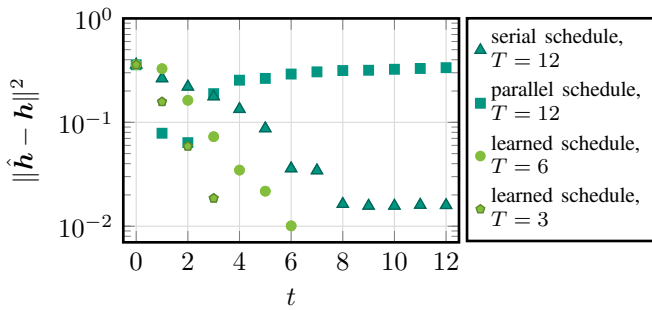 10^0
10^{-1}
10^{-2}
||ĥ − h||^2
0 2 4 6 8 10 12
t
serial schedule,
T = 12
parallel schedule,
T = 12
learned schedule,
T = 6
learned schedule,
T = 3